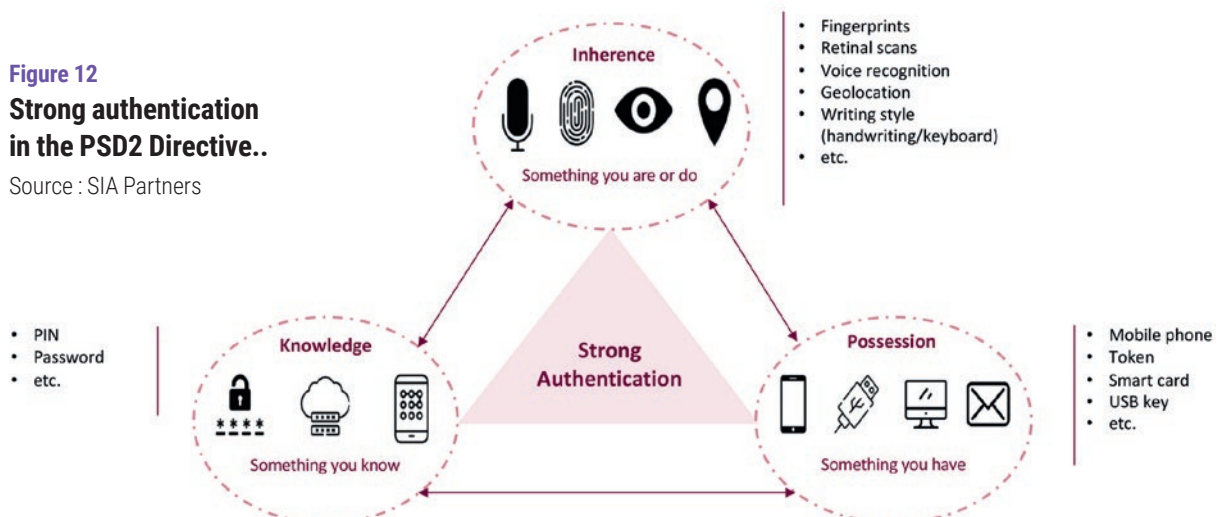 Figure 12
Strong authentication
in the PSD2 Directive..
Source : SIA Partners
Inherence
Something you are or do
• Fingerprints
• Retinal scans
• Voice recognition
• Geolocation
• Writing style
(handwriting/keyboard)
• etc.
• PIN
• Password
• etc.
Knowledge
****
Something you know
Strong
Authentication
Possession
Something you have
• Mobile phone
• Token
• Smart card
• USB key
• etc.